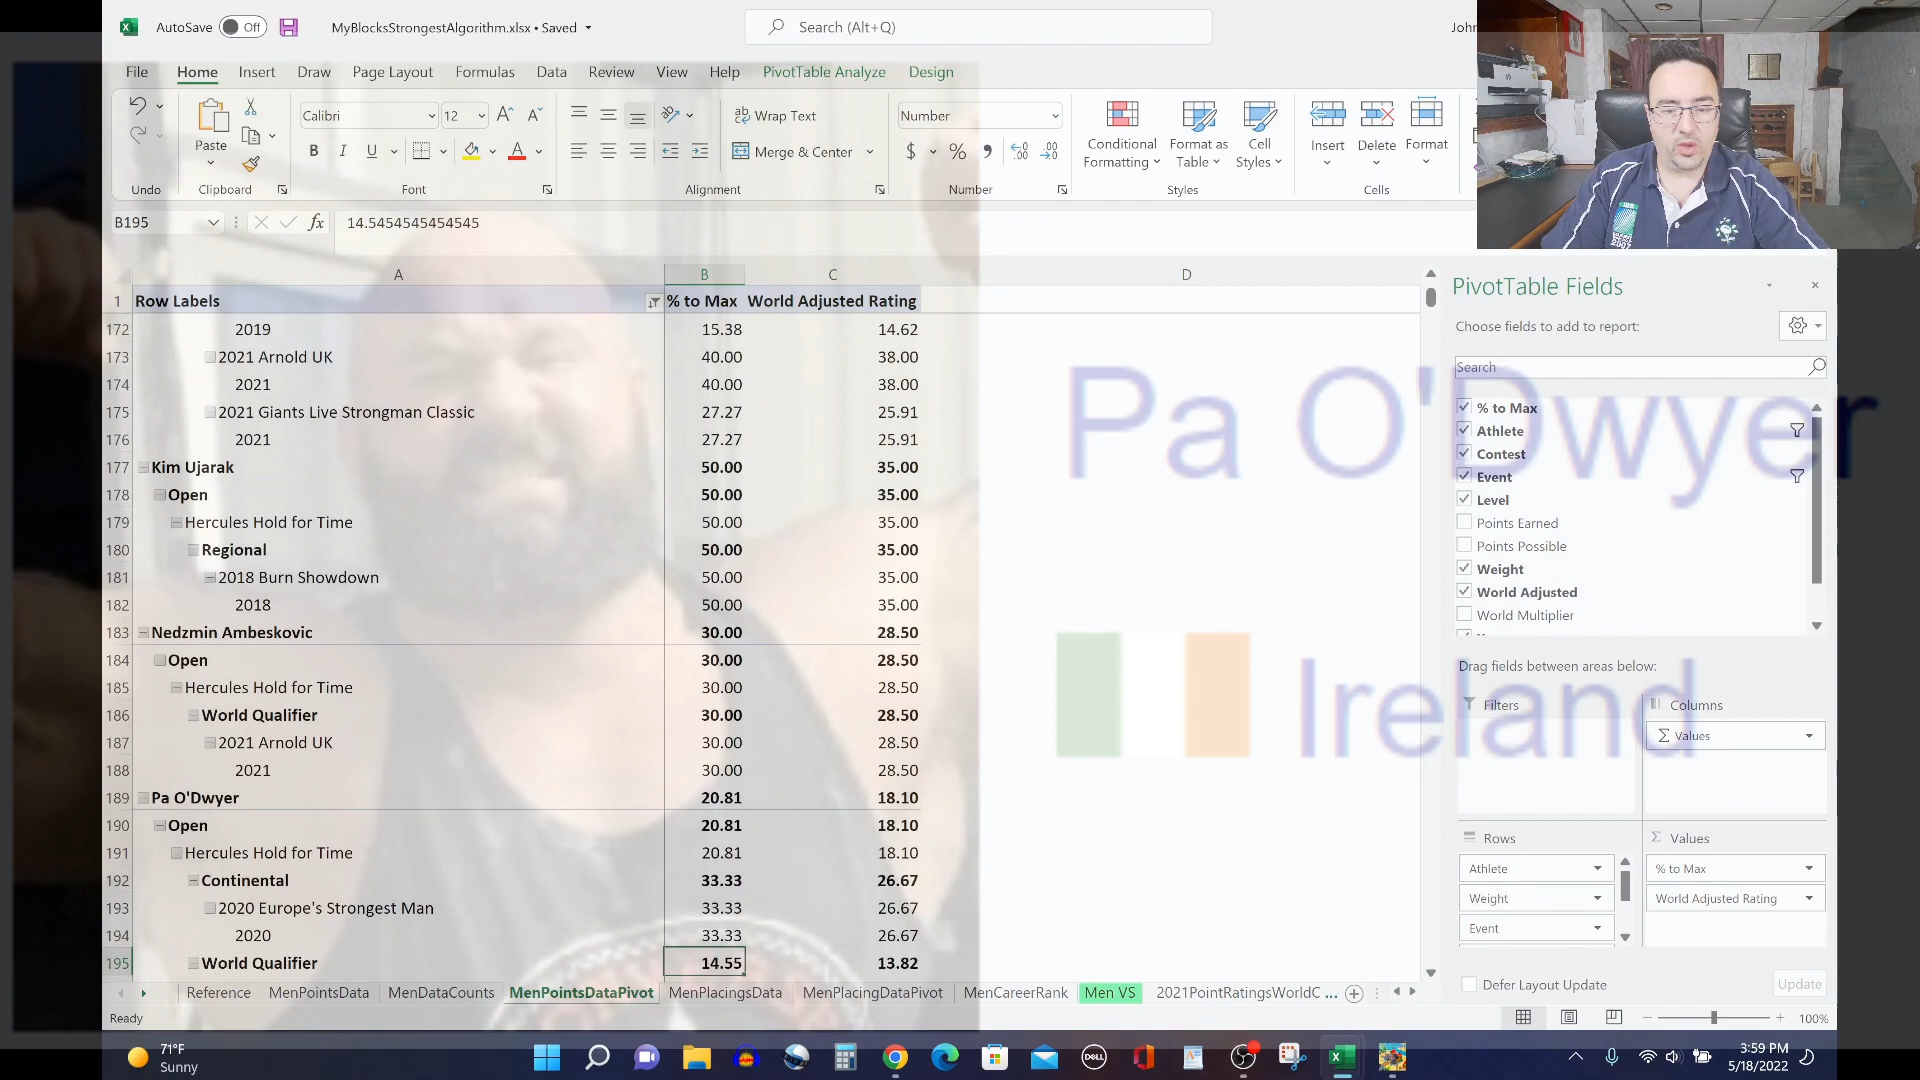 AutoSave Off MyBlocksStrongestAlgorithm.xlsx • Saved Search (Alt+Q) John
File Home Insert Draw Page Layout Formulas Data Review View Help PivotTable Analyze Design
Calibri 12 Wrap Text Number
Paste B I U A Merge & Center $ % Conditional Formatting Format as Table Cell Styles Insert Delete Format
Undo Clipboard Font Alignment Number Styles Cells
B195 fx 14.5454545454545
A B C D
1 Row Labels % to Max World Adjusted Rating
172 2019 15.38 14.62
173 2021 Arnold UK 40.00 38.00
174 2021 40.00 38.00
175 2021 Giants Live Strongman Classic 27.27 25.91
176 2021 27.27 25.91
177 Kim Ujarak 50.00 35.00
178 Open 50.00 35.00
179 Hercules Hold for Time 50.00 35.00
180 Regional 50.00 35.00
181 2018 Burn Showdown 50.00 35.00
182 2018 50.00 35.00
183 Nedzmin Ambeskovic 30.00 28.50
184 Open 30.00 28.50
185 Hercules Hold for Time 30.00 28.50
186 World Qualifier 30.00 28.50
187 2021 Arnold UK 30.00 28.50
188 2021 30.00 28.50
189 Pa O'Dwyer 20.81 18.10
190 Open 20.81 18.10
191 Hercules Hold for Time 20.81 18.10
192 Continental 33.33 26.67
193 2020 Europe's Strongest Man 33.33 26.67
194 2020 33.33 26.67
195 World Qualifier 14.55 13.82
Pa O'Dwyer
Ireland
PivotTable Fields
Choose fields to add to report:
Search
% to Max
Athlete
Contest
Event
Level
Points Earned
Points Possible
Weight
World Adjusted
World Multiplier
Drag fields between areas below:
Filters Columns
Σ Values
Rows Σ Values
Athlete % to Max
Weight World Adjusted Rating
Event
Defer Layout Update Update
Reference MenPointsData MenDataCounts MenPointsDataPivot MenPlacingsData MenPlacingDataPivot MenCareerRank Men VS 2021PointRatingsWorldC ...
Ready 100%
71°F
Sunny
DELL
3:59 PM
5/18/2022